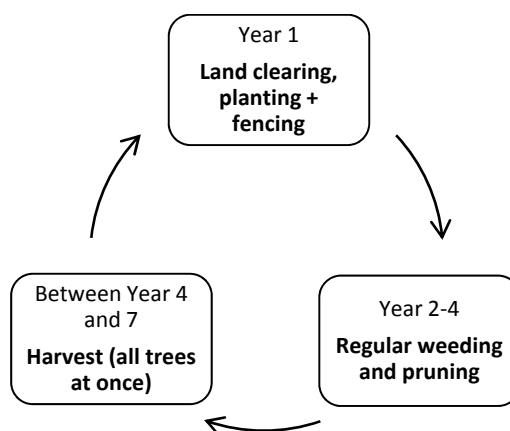 Year 1
Land clearing,
planting +
fencing
Between Year 4
and 7
Harvest (all trees
at once)
Year 2-4
Regular weeding
and pruning